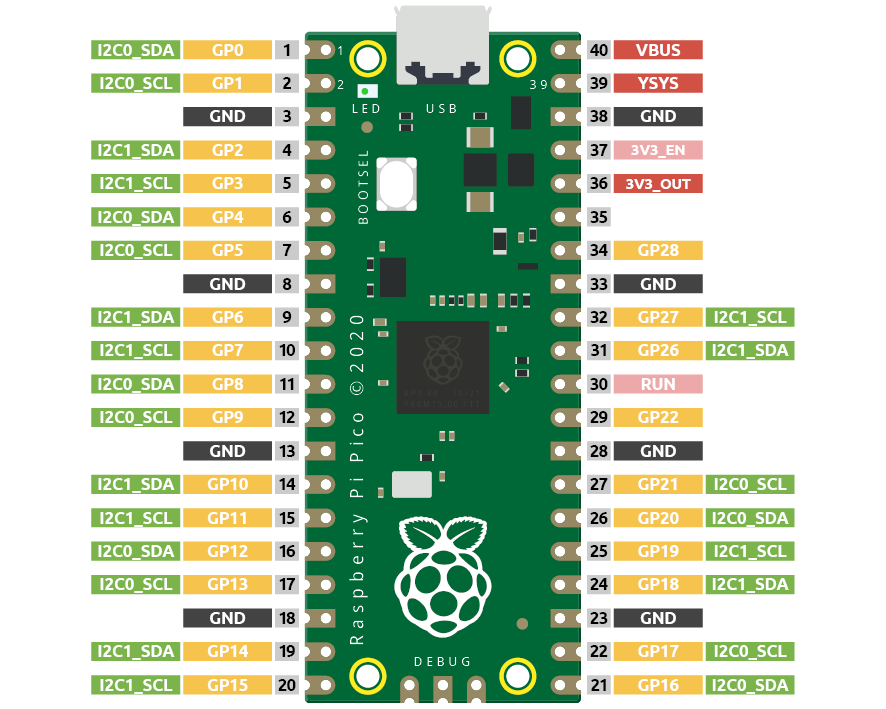 I2C0_SDA GP0 1 1 40 VBUS
I2C0_SCL GP1 2 2 39 39 YSYS
LED USB
GND 3 38 GND
I2C1_SDA GP2 4 37 3V3_EN
BOOTSEL
I2C1_SCL GP3 5 36 3V3_OUT
I2C0_SDA GP4 6 35
I2C0_SCL GP5 7 34 GP28
GND 8 33 GND
I2C1_SDA GP6 9 32 GP27 I2C1_SCL
I2C1_SCL GP7 10 31 GP26 I2C1_SDA
I2C0_SDA GP8 11 30 RUN
I2C0_SCL GP9 12 29 GP22
GND 13 28 GND
Raspberry Pi Pico ©2020
I2C1_SDA GP10 14 27 GP21 I2C0_SCL
I2C1_SCL GP11 15 26 GP20 I2C0_SDA
I2C0_SDA GP12 16 25 GP19 I2C1_SCL
I2C0_SCL GP13 17 24 GP18 I2C1_SDA
GND 18 23 GND
I2C1_SDA GP14 19 22 GP17 I2C0_SCL
DEBUG
I2C1_SCL GP15 20 21 GP16 I2C0_SDA